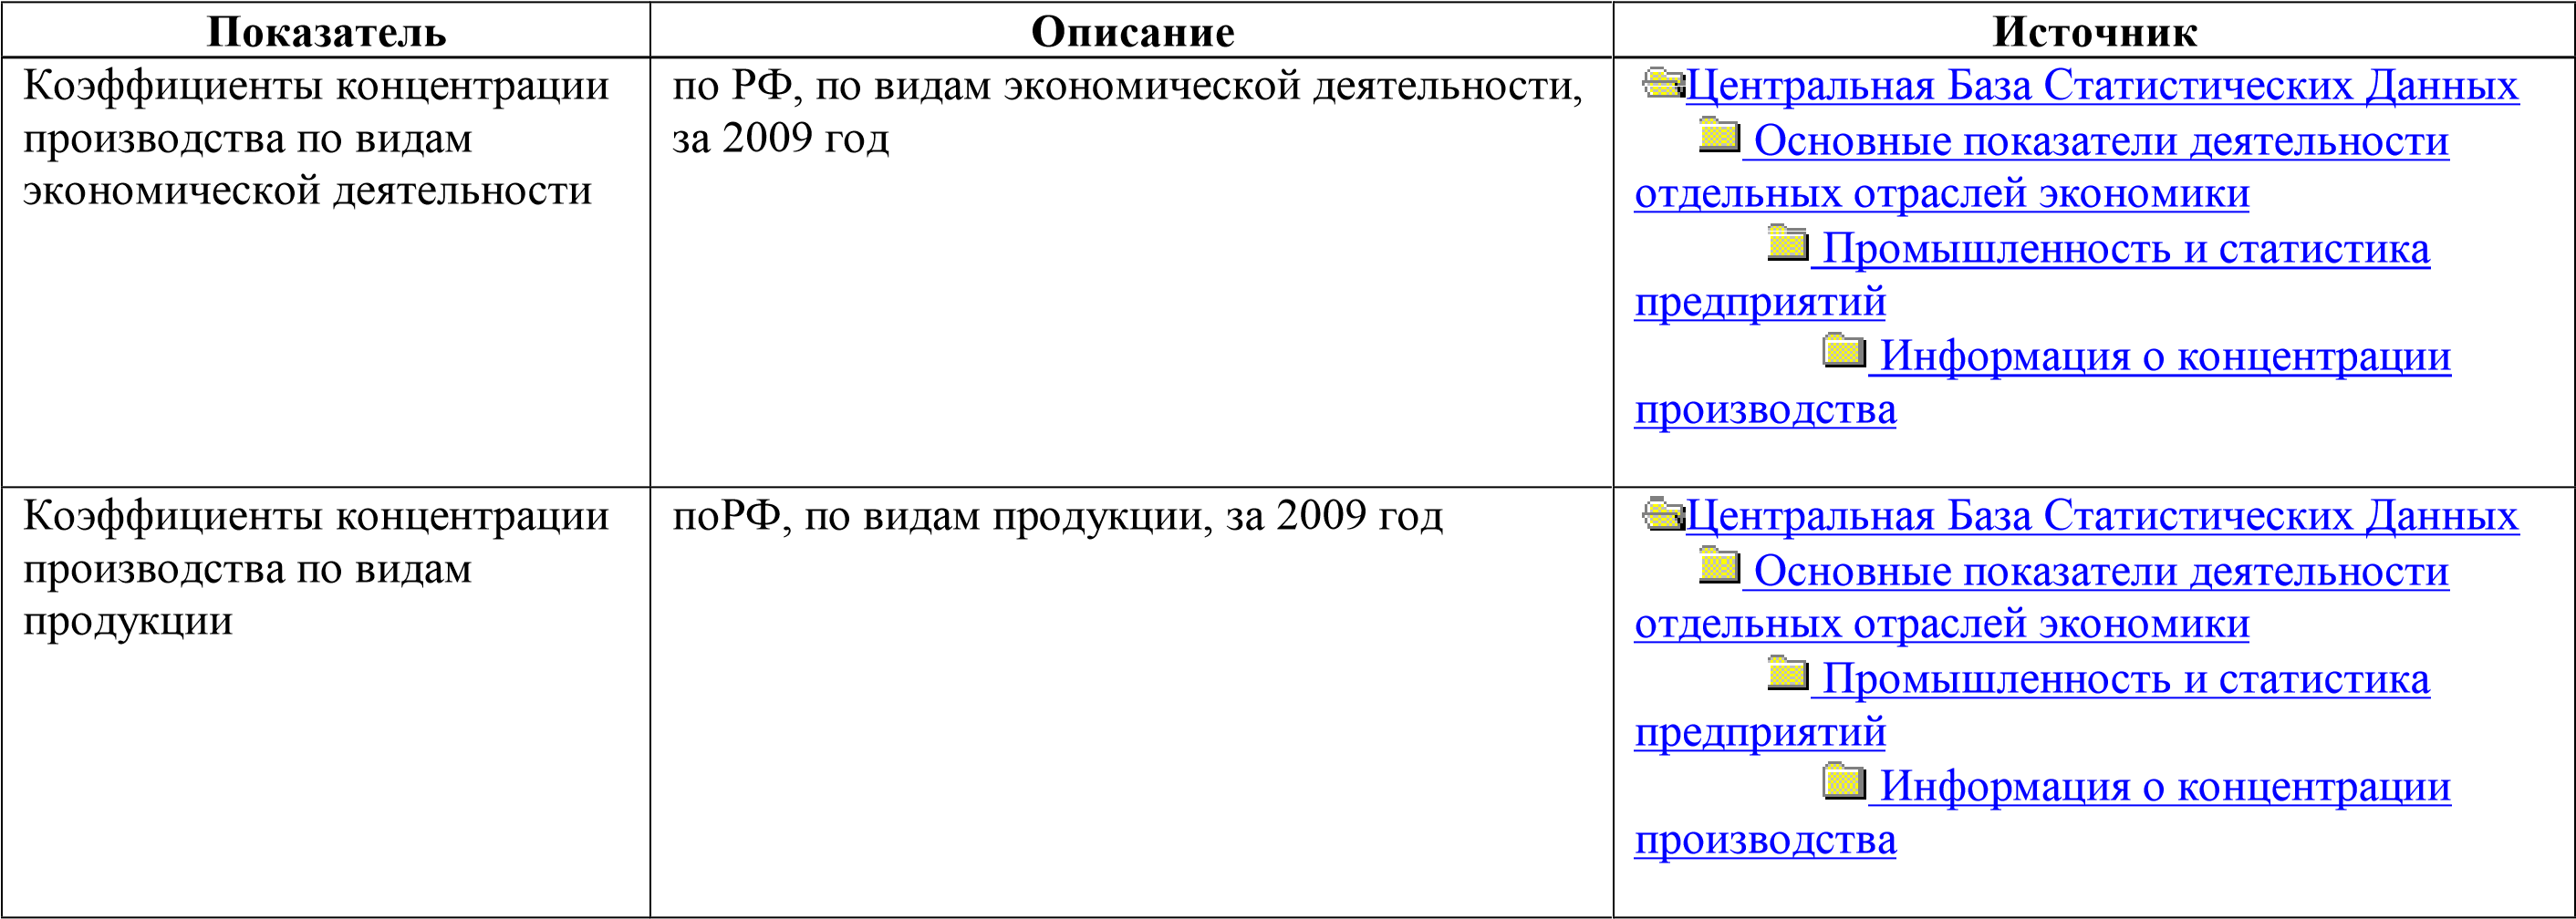 Показатель
Описание
Источник
Коэффициенты концентрации
производства по видам
экономической деятельности
по РФ, по видам экономической деятельности,
за 2009 год
Центральная База Статистических Данных
Основные показатели деятельности
отдельных отраслей экономики
Промышленность и статистика
предприятий
Информация о концентрации
производства
Коэффициенты концентрации
производства по видам
продукции
поРФ, по видам продукции, за 2009 год
Центральная База Статистических Данных
Основные показатели деятельности
отдельных отраслей экономики
Промышленность и статистика
предприятий
Информация о концентрации
производства